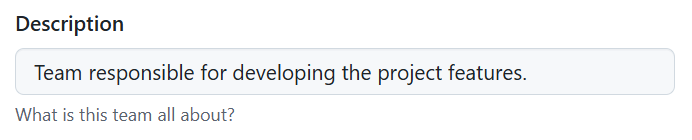 Description
Team responsible for developing the project features.
What is this team all about?